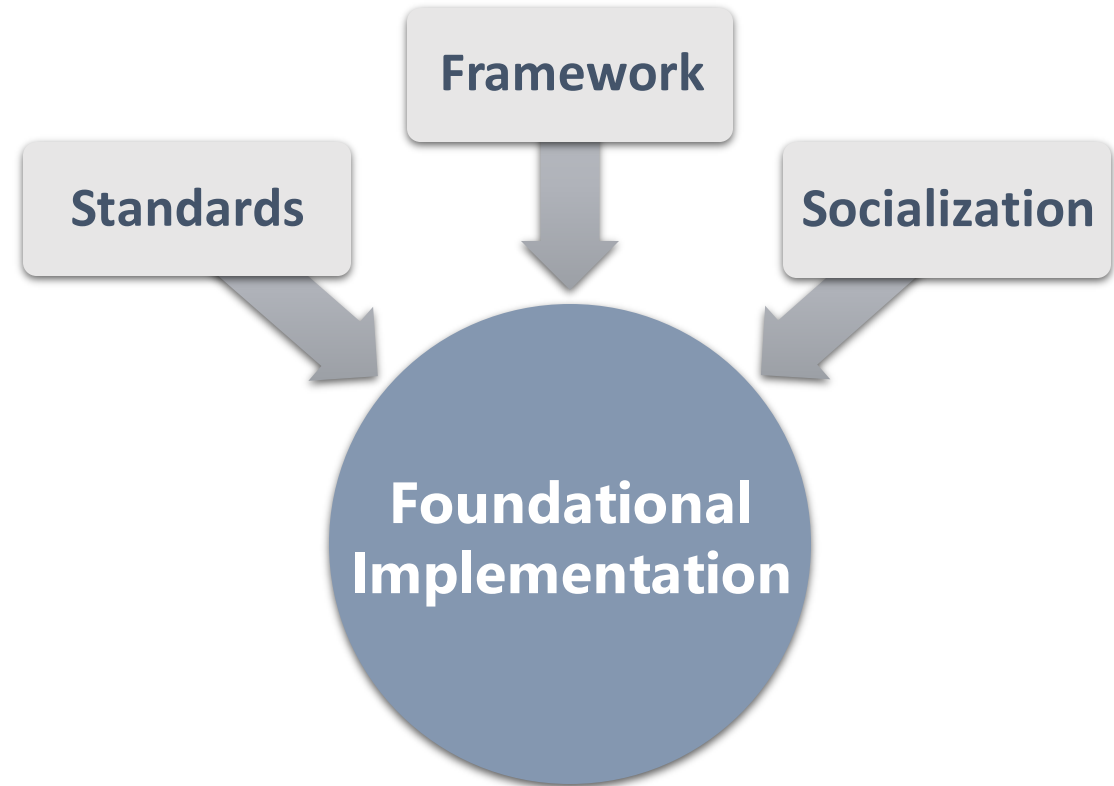 Framework
Standards
Socialization
Foundational
Implementation